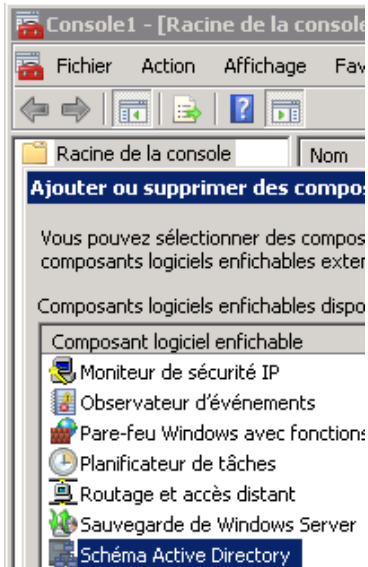 Console1 - [Racine de la console
Fichier Action Affichage Fav
Racine de la console Nom
Ajouter ou supprimer des compos
Vous pouvez sélectionner des compos
composants logiciels enfichables exter
Composants logiciels enfichables dispo
Composant logiciel enfichable
Moniteur de sécurité IP
Observateur d'événements
Pare-feu Windows avec fonctions
Planificateur de tâches
Routage et accès distant
Sauvegarde de Windows Server
Schéma Active Directory